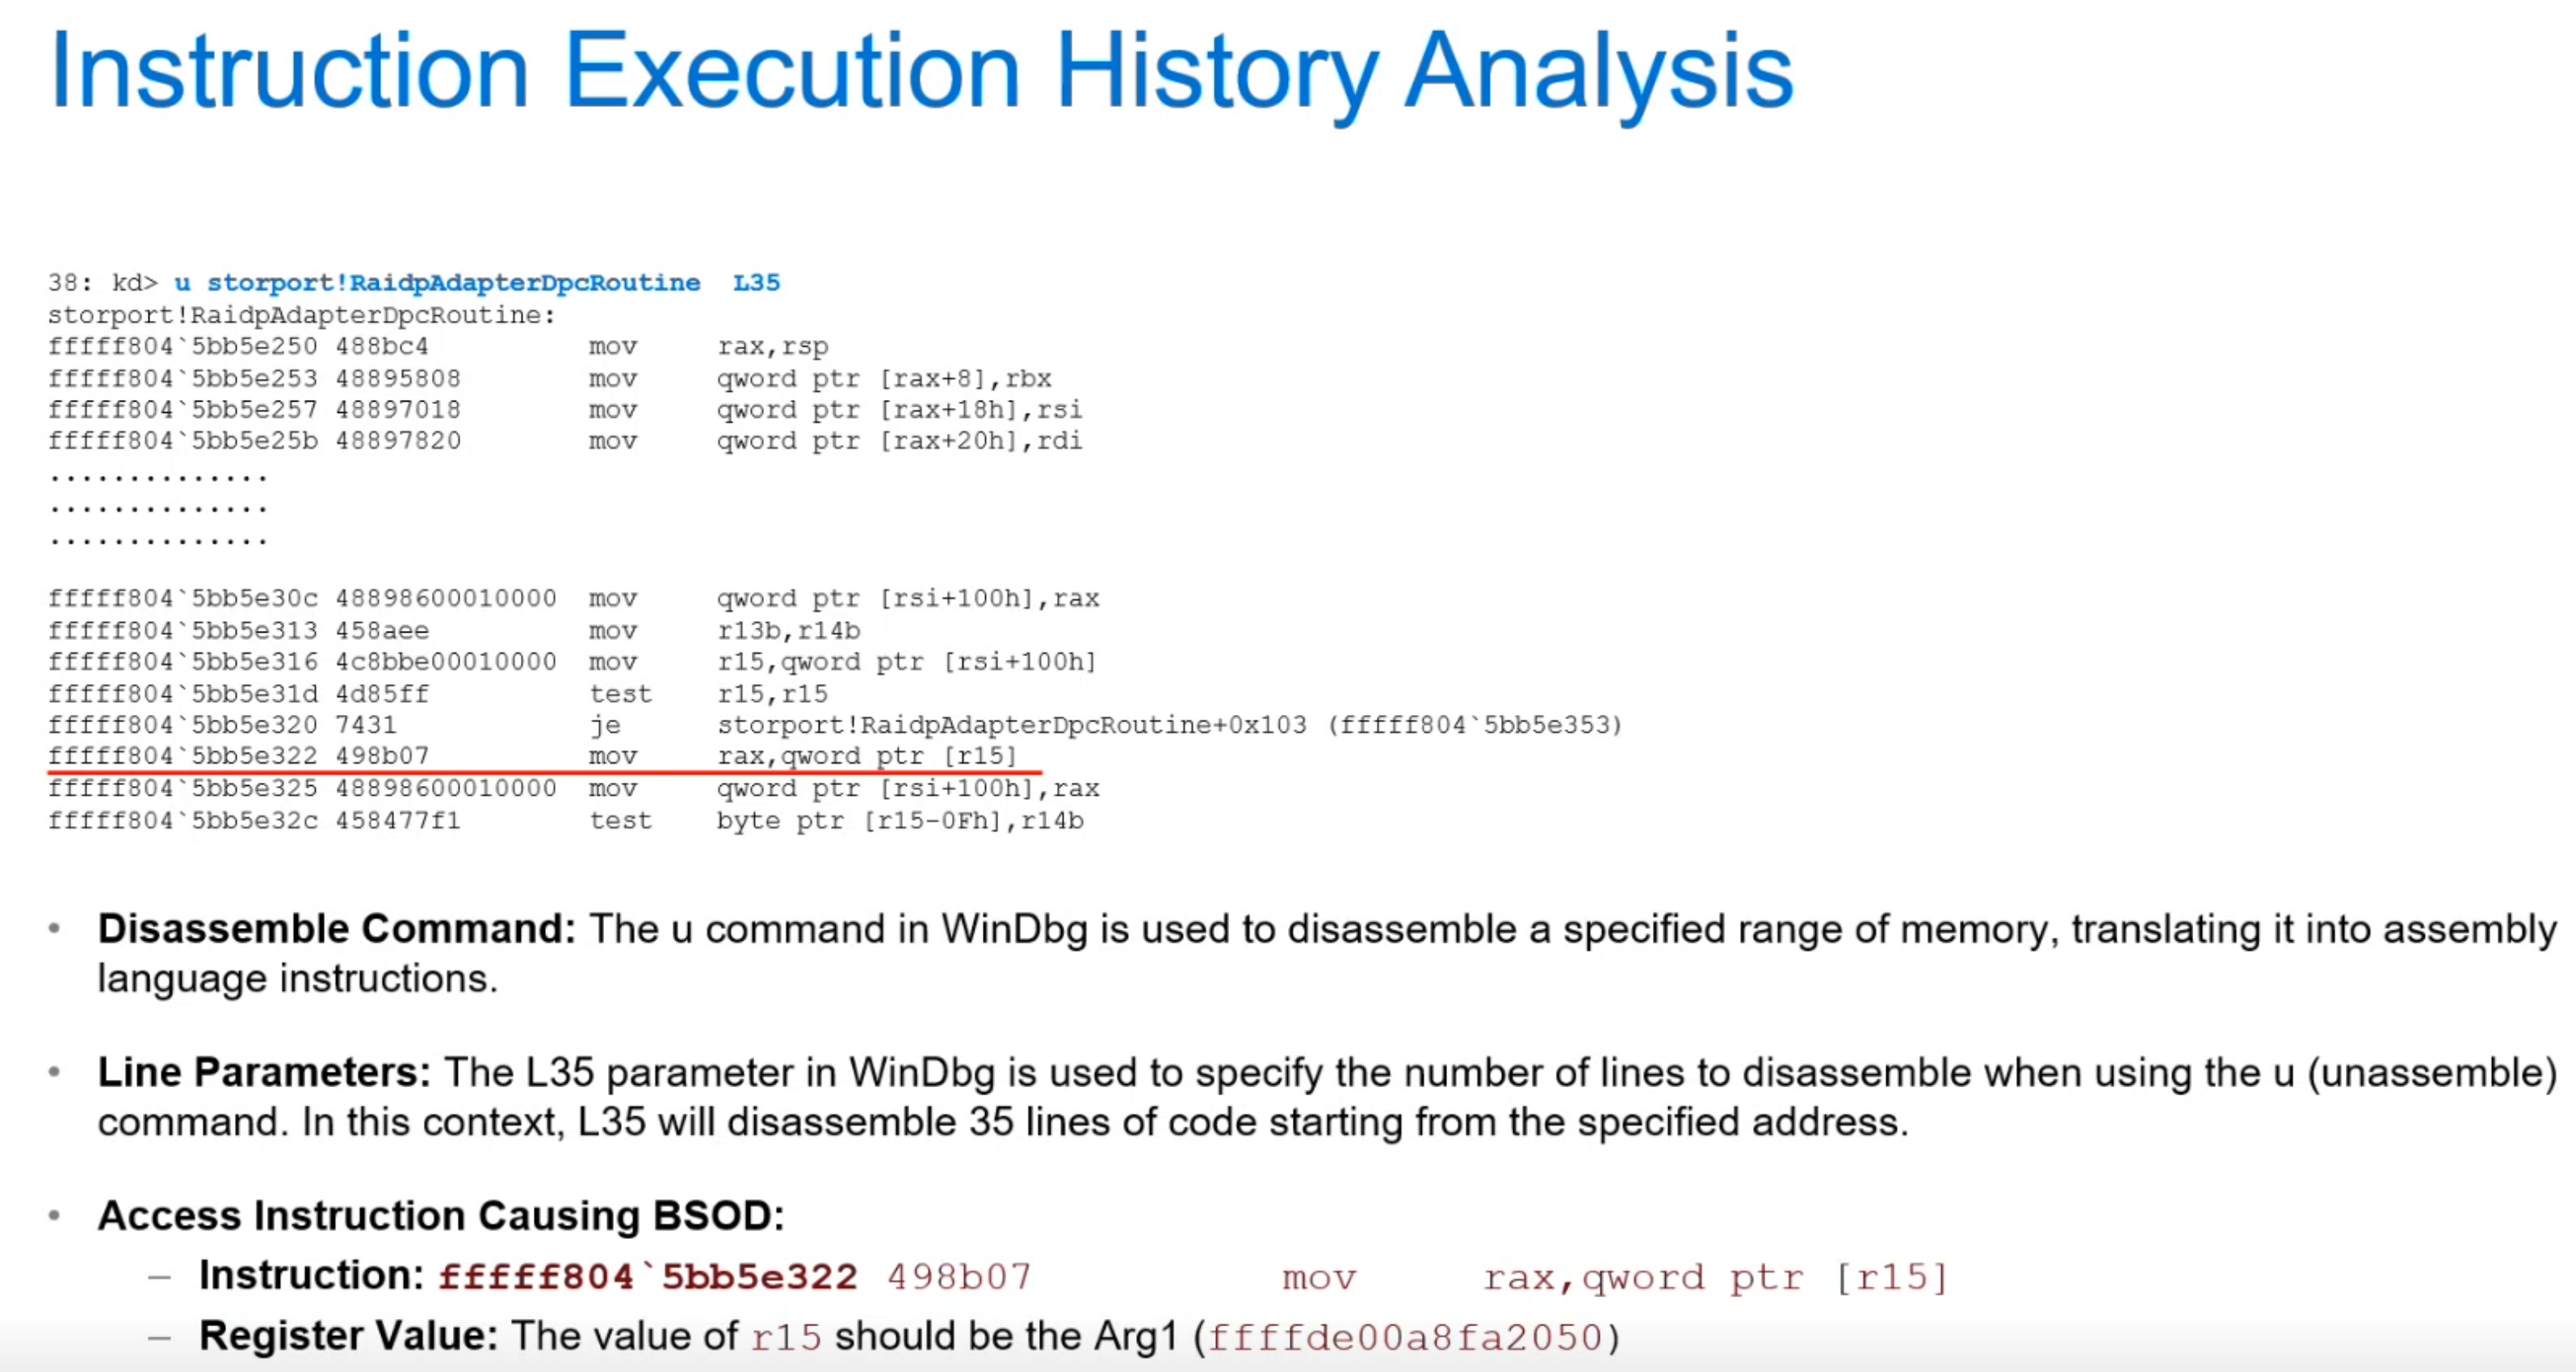 Instruction Execution History Analysis
38: kd> u storport!RaidpAdapterDpcRoutine  L35
storport!RaidpAdapterDpcRoutine:
fffff804`5bb5e250 488bc4          mov     rax,rsp
fffff804`5bb5e253 48895808        mov     qword ptr [rax+8],rbx
fffff804`5bb5e257 48897018        mov     qword ptr [rax+18h],rsi
fffff804`5bb5e25b 48897820        mov     qword ptr [rax+20h],rdi
..............
..............
..............
fffff804`5bb5e30c 48898600010000  mov     qword ptr [rsi+100h],rax
fffff804`5bb5e313 458aee          mov     r13b,r14b
fffff804`5bb5e316 4c8bbe00010000  mov     r15,qword ptr [rsi+100h]
fffff804`5bb5e31d 4d85ff          test    r15,r15
fffff804`5bb5e320 7431            je      storport!RaidpAdapterDpcRoutine+0x103 (fffff804`5bb5e353)
fffff804`5bb5e322 498b07          mov     rax,qword ptr [r15]
fffff804`5bb5e325 48898600010000  mov     qword ptr [rsi+100h],rax
fffff804`5bb5e32c 458477f1        test    byte ptr [r15-0Fh],r14b
• Disassemble Command: The u command in WinDbg is used to disassemble a specified range of memory, translating it into assembly
language instructions.
• Line Parameters: The L35 parameter in WinDbg is used to specify the number of lines to disassemble when using the u (unassemble)
command. In this context, L35 will disassemble 35 lines of code starting from the specified address.
• Access Instruction Causing BSOD:
– Instruction: fffff804`5bb5e322 498b07 mov rax,qword ptr [r15]
– Register Value: The value of r15 should be the Arg1 (ffffde00a8fa2050)